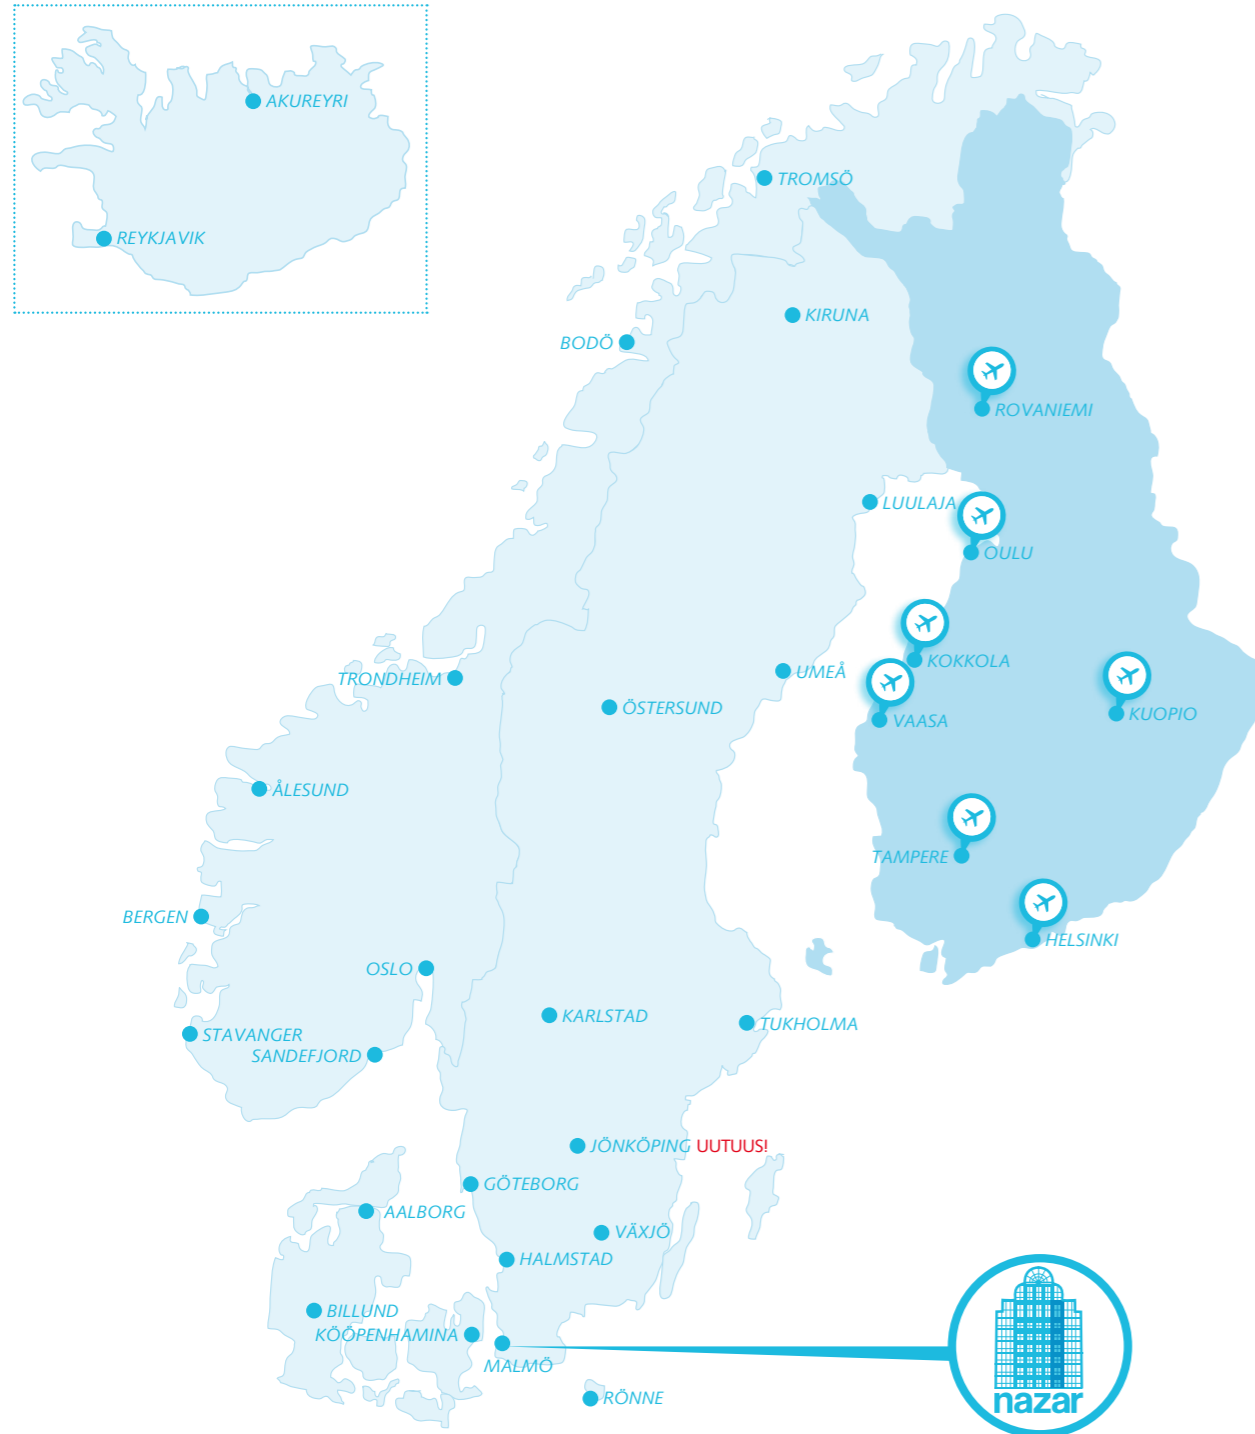 AKUREYRI
REYKJAVIK
TROMSÖ
KIRUNA
BODÖ
ROVANIEMI
LUULAJA
OULU
KOKKOLA
UMEÅ
TRONDHEIM
ÖSTERSUND
VAASA
KUOPIO
ÅLESUND
TAMPERE
BERGEN
HELSINKI
OSLO
KARLSTAD
TUKHOLMA
STAVANGER
SANDEFJORD
JÖNKÖPING UUTUUS!
GÖTEBORG
AALBORG
VÄXJÖ
HALMSTAD
BILLUND
KÖÖPENHAMINA
MALMÖ
RÖNNE
nazar